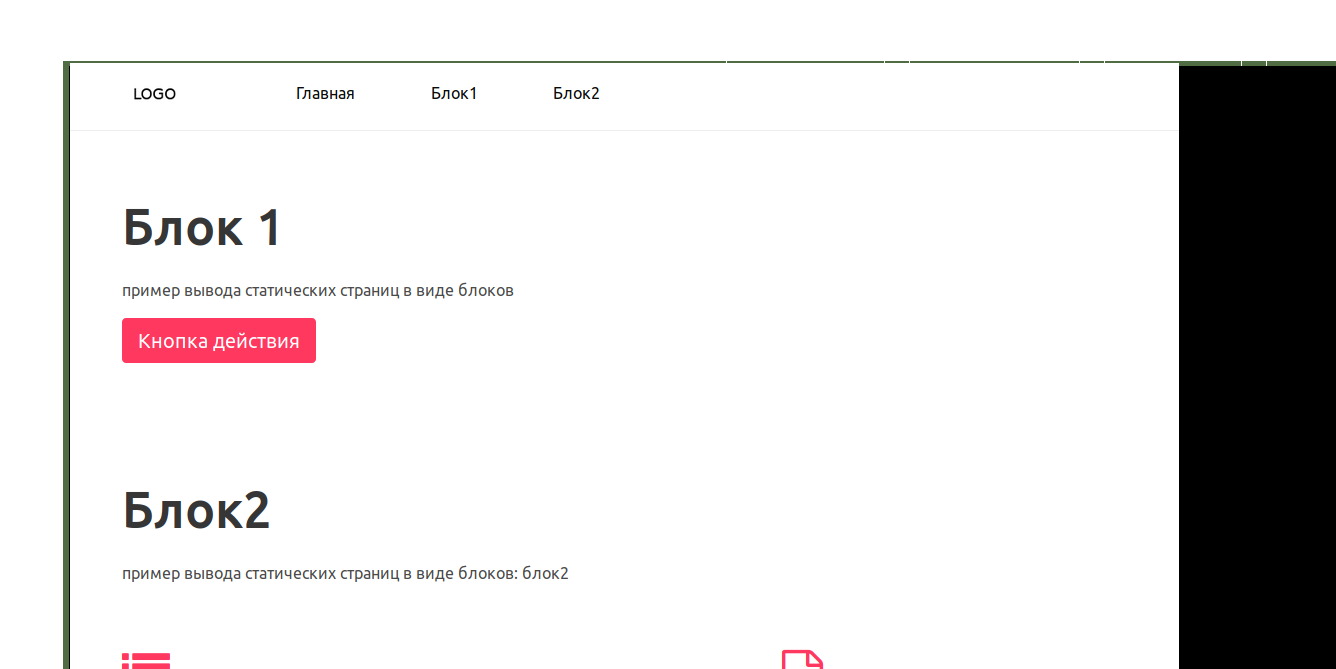 LOGO Главная Блок1 Блок2
Блок 1
пример вывода статических страниц в виде блоков
Кнопка действия
Блок2
пример вывода статических страниц в виде блоков: блок2